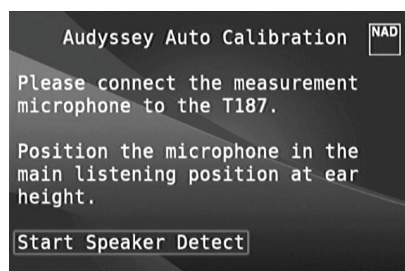 Audyssey Auto Calibration
NAD
Please connect the measurement
microphone to the T187.
Position the microphone in the
main listening position at ear
height.
Start Speaker Detect